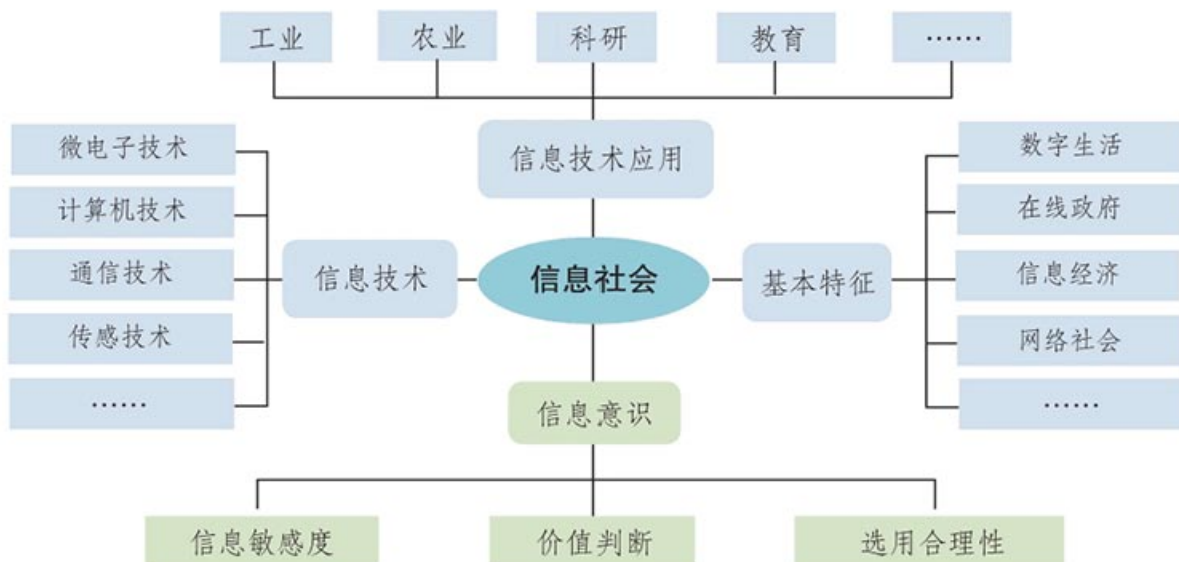 工业
农业
科研
教育
……
信息技术应用
微电子技术
计算机技术
通信技术
传感技术
……
信息技术
信息社会
基本特征
数字生活
在线政府
信息经济
网络社会
……
信息意识
信息敏感度
价值判断
选用合理性